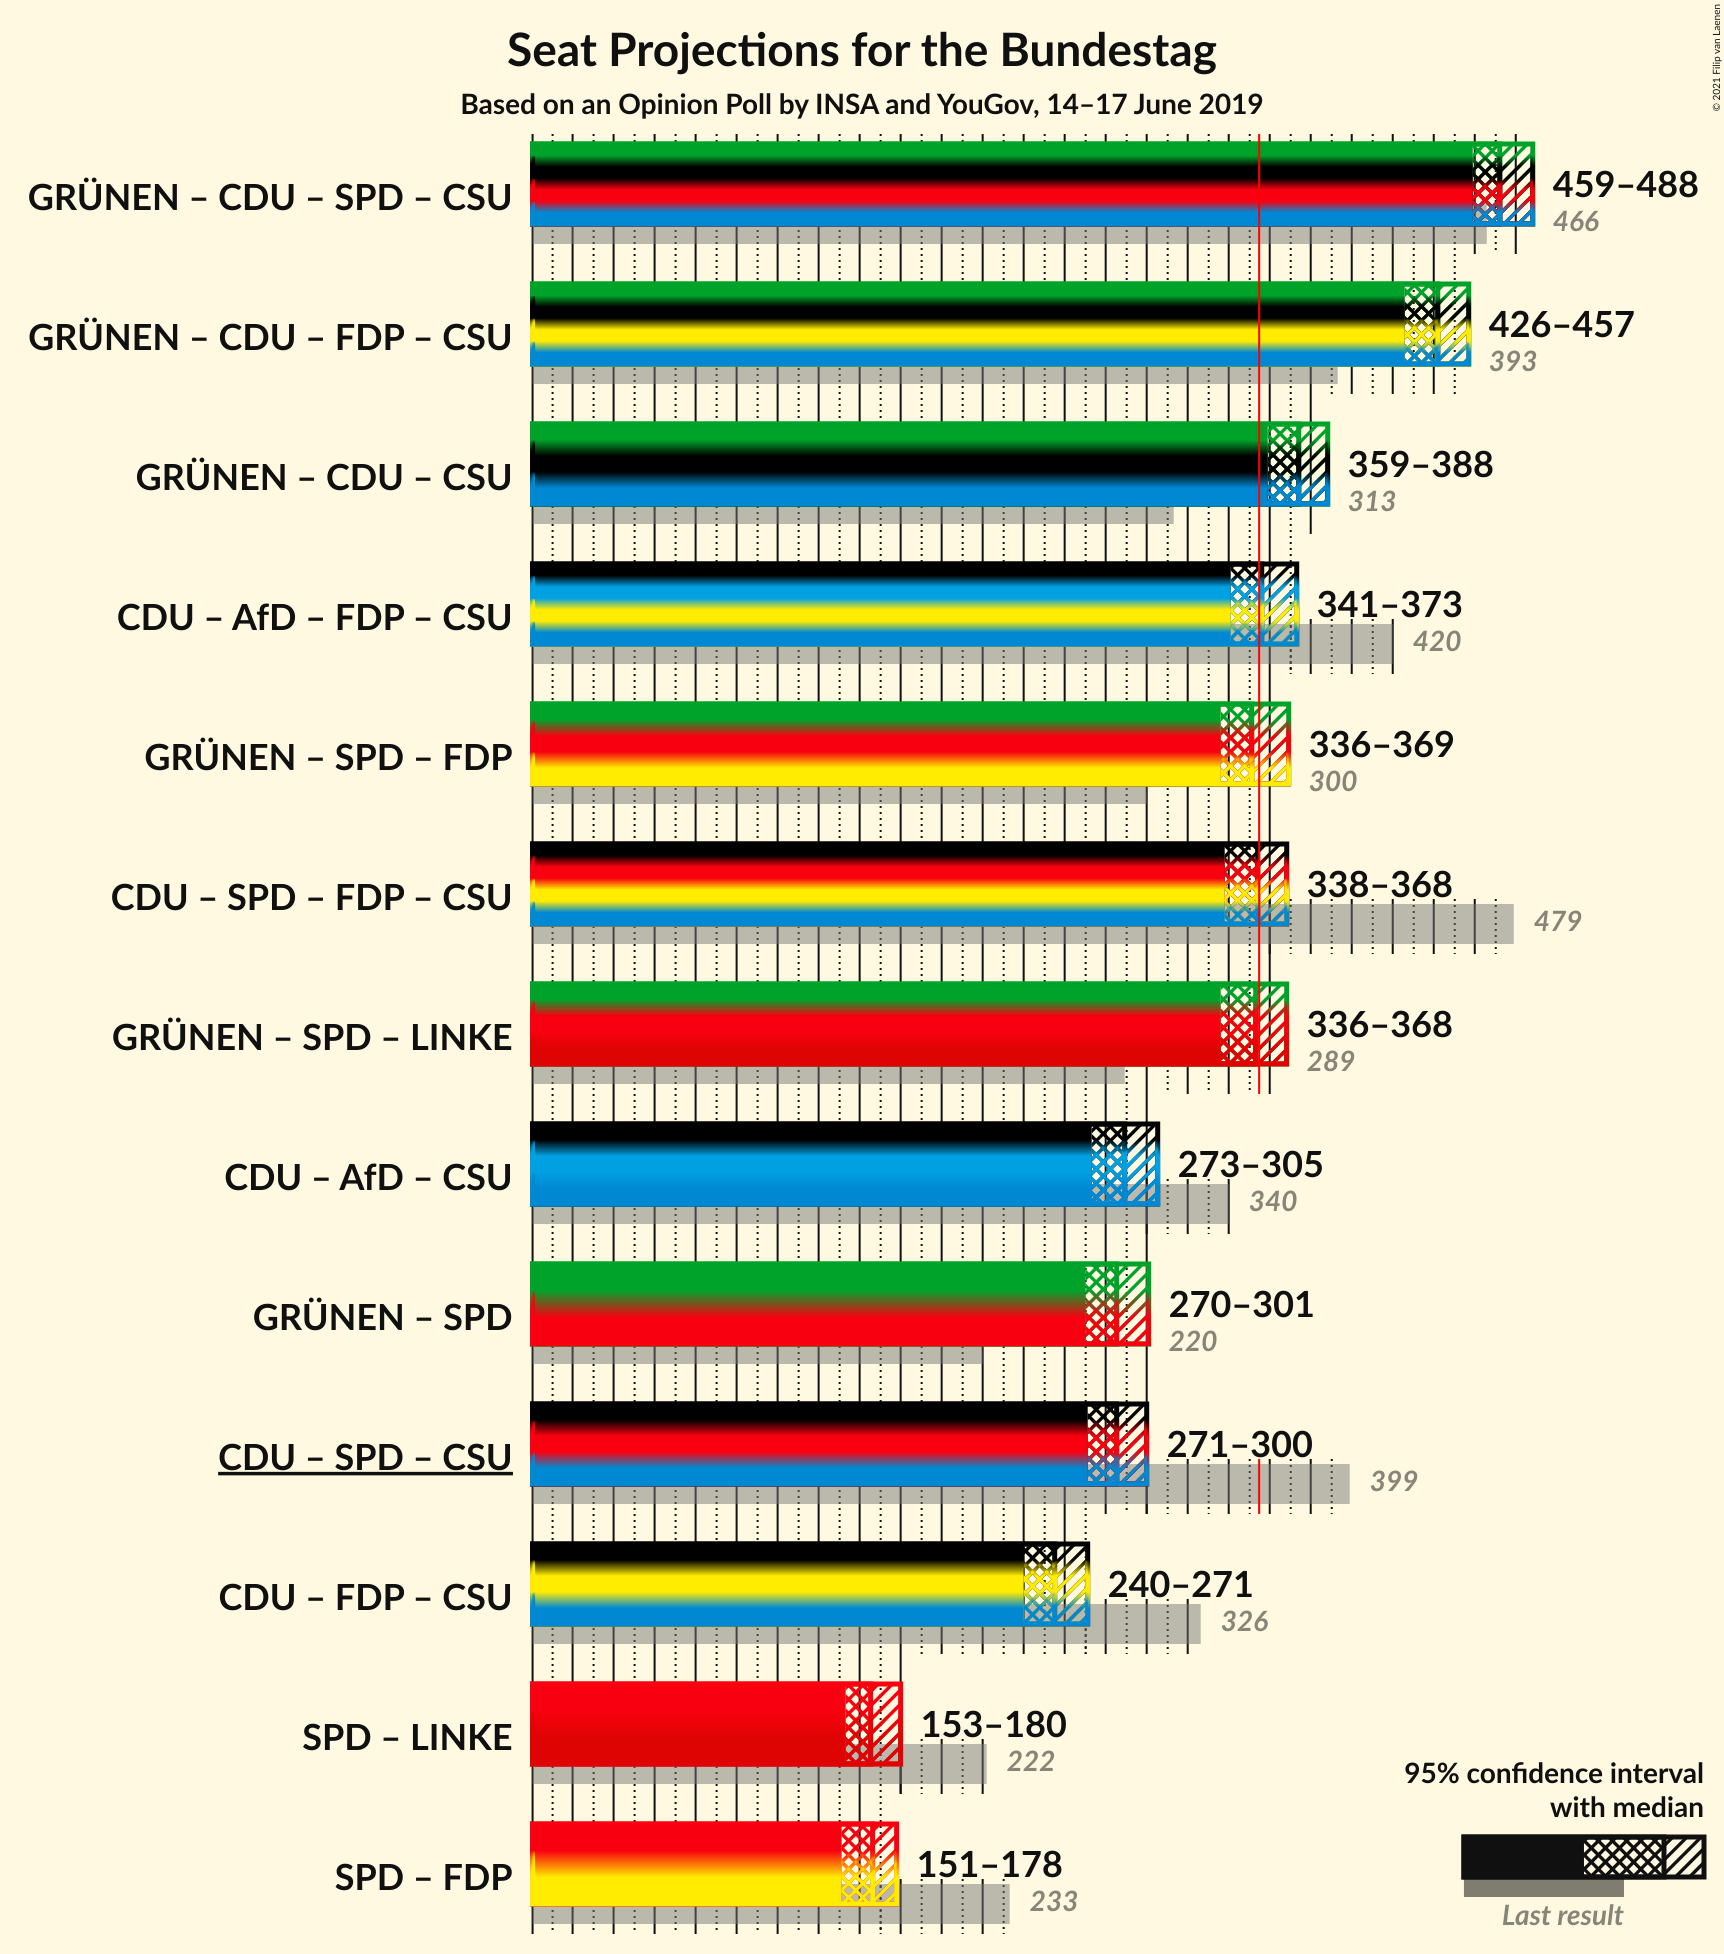 Seat Projections for the Bundestag
Based on an Opinion Poll by INSA and YouGov, 14–17 June 2019
© 2021 Filip van Laenen
GRÜNEN – CDU – SPD – CSU
459–488
466
GRÜNEN – CDU – FDP – CSU
426–457
393
GRÜNEN – CDU – CSU
359–388
313
CDU – AfD – FDP – CSU
341–373
420
GRÜNEN – SPD – FDP
336–369
300
CDU – SPD – FDP – CSU
338–368
479
GRÜNEN – SPD – LINKE
336–368
289
CDU – AfD – CSU
273–305
340
GRÜNEN – SPD
270–301
220
CDU – SPD – CSU
271–300
399
CDU – FDP – CSU
240–271
326
SPD – LINKE
153–180
222
SPD – FDP
151–178
233
95% confidence interval
with median
Last result